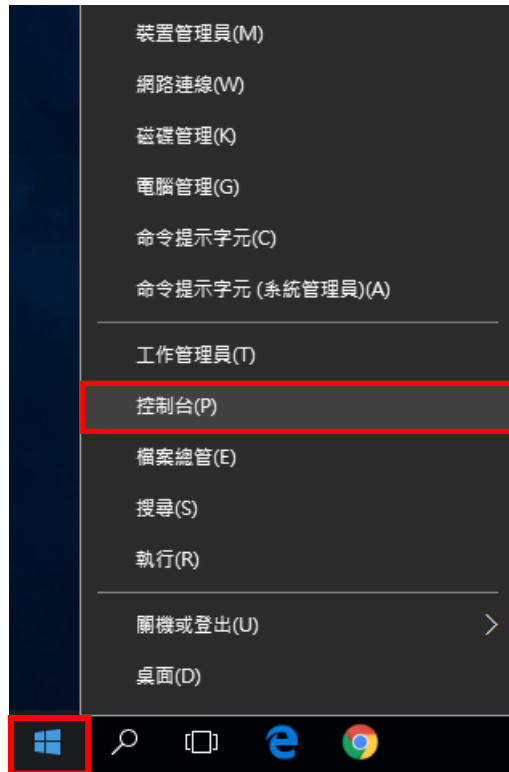 裝置管理員(M)
網路連線(W)
磁碟管理(K)
電腦管理(G)
命令提示字元(C)
命令提示字元 (系統管理員)(A)
工作管理員(T)
控制台(P)
檔案總管(E)
搜尋(S)
執行(R)
關機或登出(U)
桌面(D)